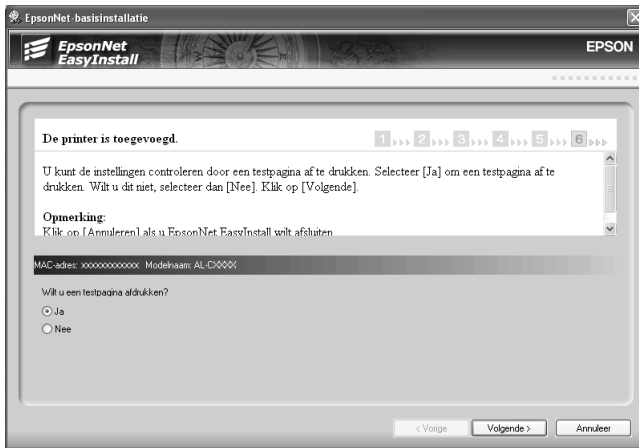 EpsonNet-basisinstallatie
EpsonNet
EasyInstall
EPSON
De printer is toegevoegd.
1 2 3 4 5 6
U kunt de instellingen controleren door een testpagina af te drukken. Selecteer [Ja] om een testpagina af te
drukken. Wilt u dit niet, selecteer dan [Nee]. Klik op [Volgende].
Opmerking:
Klik op [Annuleren] als u EpsonNet EasyInstall wilt afsluiten
MAC-adres: xxxxxxxxxxxx Modelnaam: AL-CXXXX
Wilt u een testpagina afdrukken?
Ja
Nee
< Vorige Volgende > Annuleer